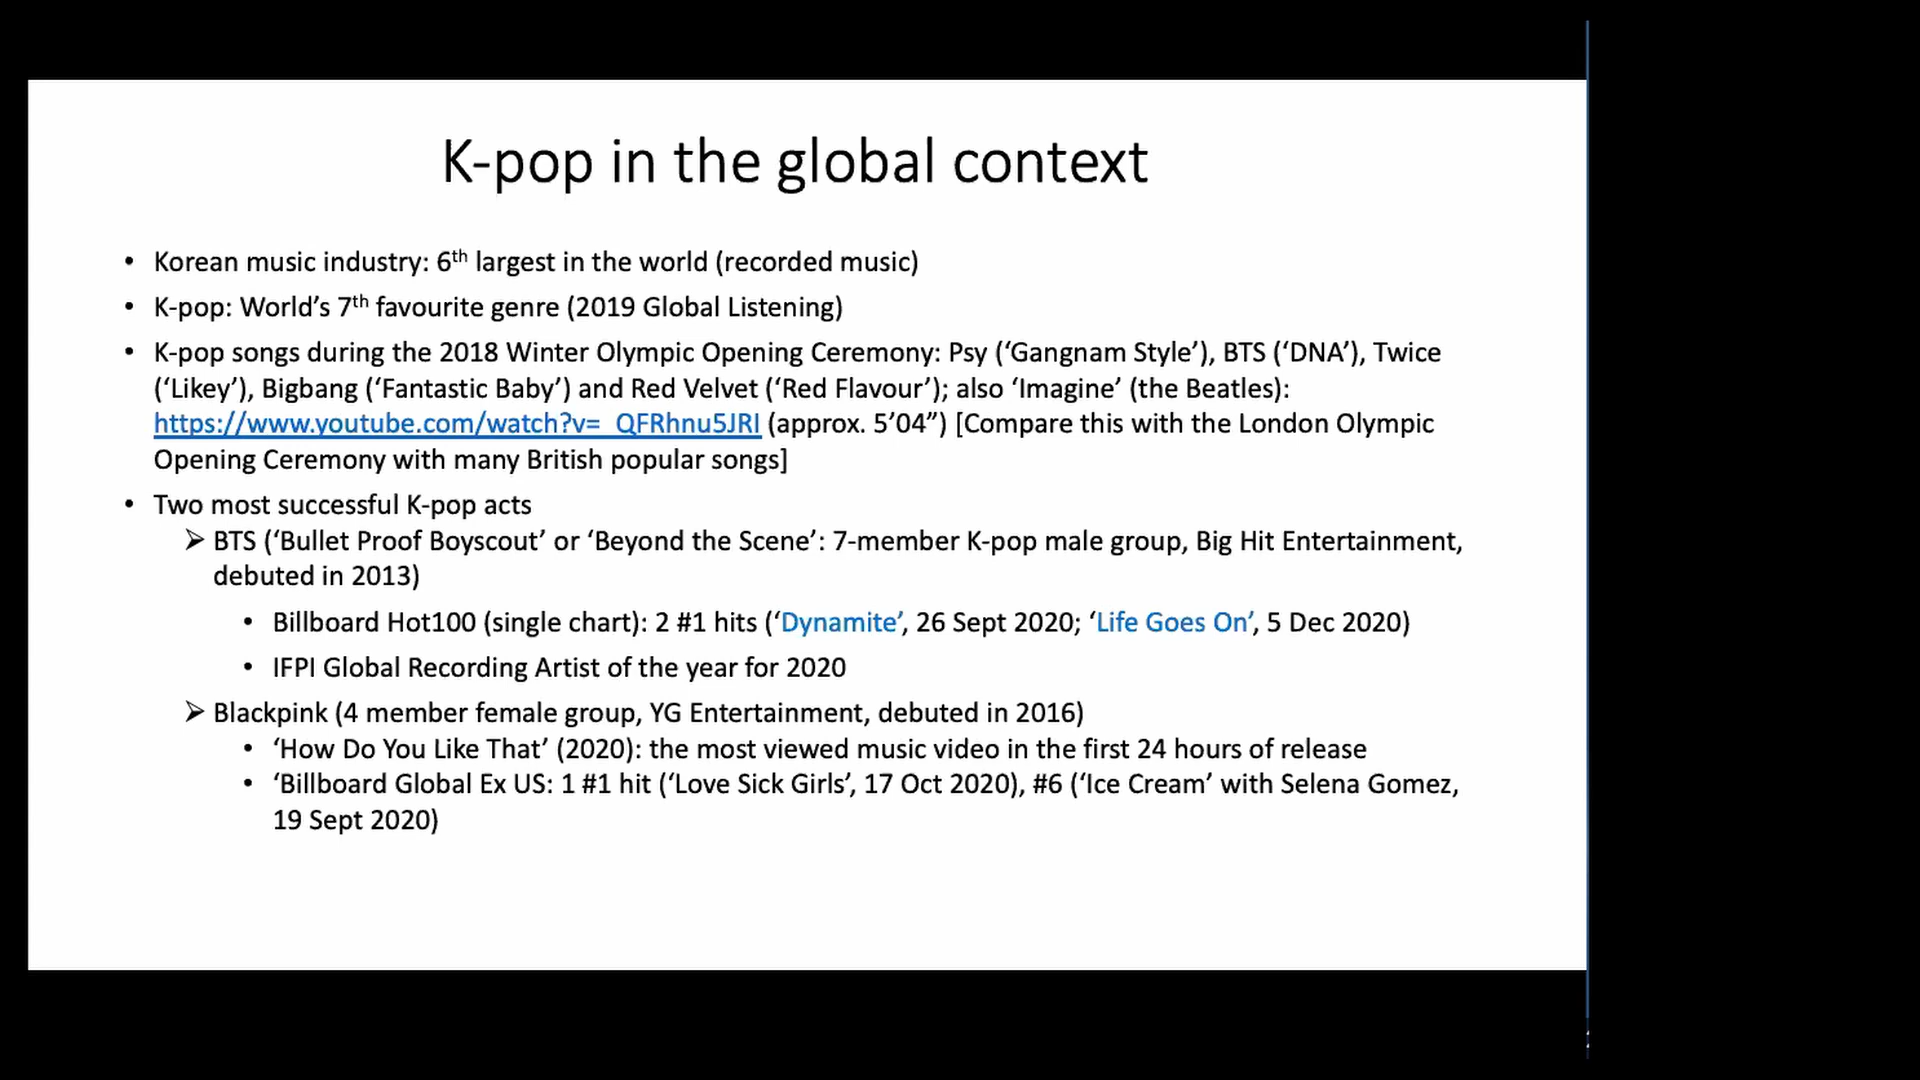 K-pop in the global context
• Korean music industry: 6th largest in the world (recorded music)
• K-pop: World’s 7th favourite genre (2019 Global Listening)
• K-pop songs during the 2018 Winter Olympic Opening Ceremony: Psy (‘Gangnam Style’), BTS (‘DNA’), Twice
(‘Likey’), Bigbang (‘Fantastic Baby’) and Red Velvet (‘Red Flavour’); also ‘Imagine’ (the Beatles):
https://www.youtube.com/watch?v=_QFRhnu5JRI (approx. 5’04”) [Compare this with the London Olympic
Opening Ceremony with many British popular songs]
• Two most successful K-pop acts
➢ BTS (‘Bullet Proof Boyscout’ or ‘Beyond the Scene’: 7-member K-pop male group, Big Hit Entertainment,
debuted in 2013)
• Billboard Hot100 (single chart): 2 #1 hits (‘Dynamite’, 26 Sept 2020; ‘Life Goes On’, 5 Dec 2020)
• IFPI Global Recording Artist of the year for 2020
➢ Blackpink (4 member female group, YG Entertainment, debuted in 2016)
• ‘How Do You Like That’ (2020): the most viewed music video in the first 24 hours of release
• ‘Billboard Global Ex US: 1 #1 hit (‘Love Sick Girls’, 17 Oct 2020), #6 (‘Ice Cream’ with Selena Gomez,
19 Sept 2020)